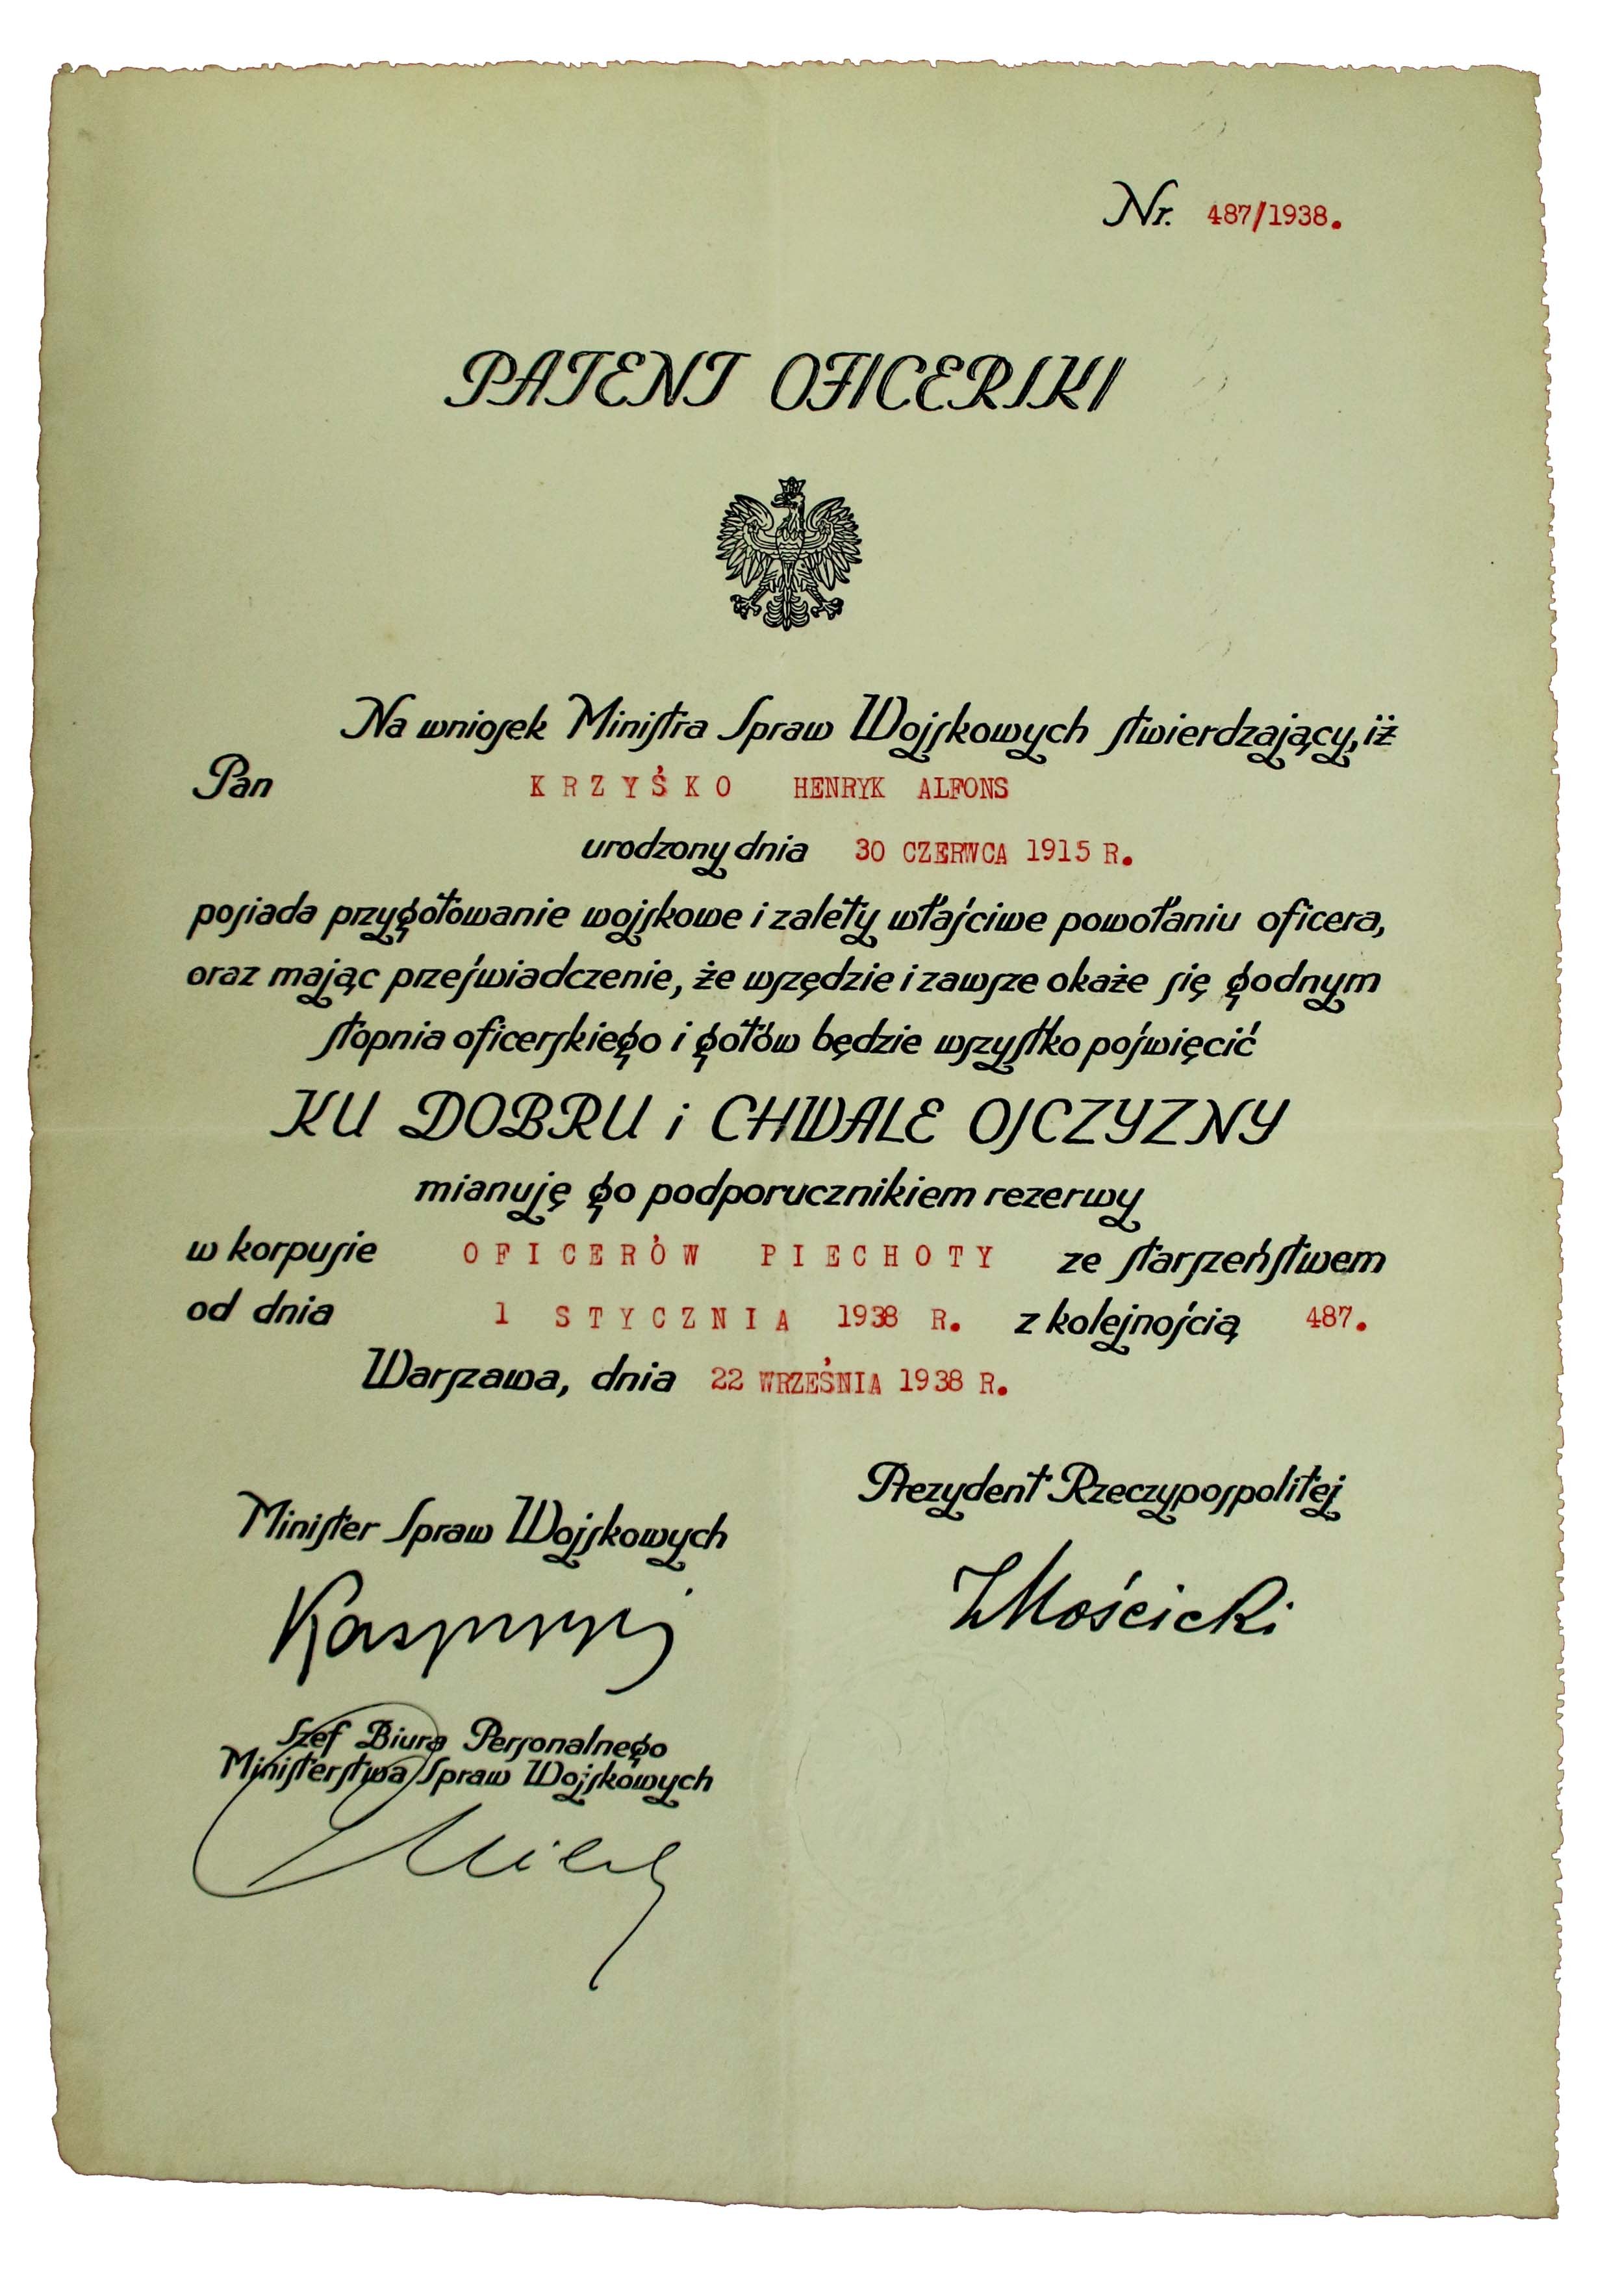 Nr. 487/1938.
PATENT OFICERSKI
Na wniosek Ministra Spraw Wojskowych stwierdzający, iż
Pan KRZYŚKO HENRYK ALFONS
urodzony dnia 30 CZERWCA 1915 R.
posiada przygotowanie wojskowe i zalety właściwe powołaniu oficera,
oraz mając przeświadczenie, że wszędzie i zawsze okaże się godnym
stopnia oficerskiego i gotów będzie wszystko poświęcić
KU DOBRU i CHWALE OJCZYZNY
mianuję go podporucznikiem rezerwy
w korpusie OFICERÓW PIECHOTY ze starszeństwem
od dnia 1 STYCZNIA 1938 R. z kolejnością 487.
Warszawa, dnia 22 WRZEŚNIA 1938 R.
Prezydent Rzeczypospolitej
Minister Spraw Wojskowych
IMościcki
Kasprzycki
Szef Biura Personalnego
Ministerstwa Spraw Wojskowych